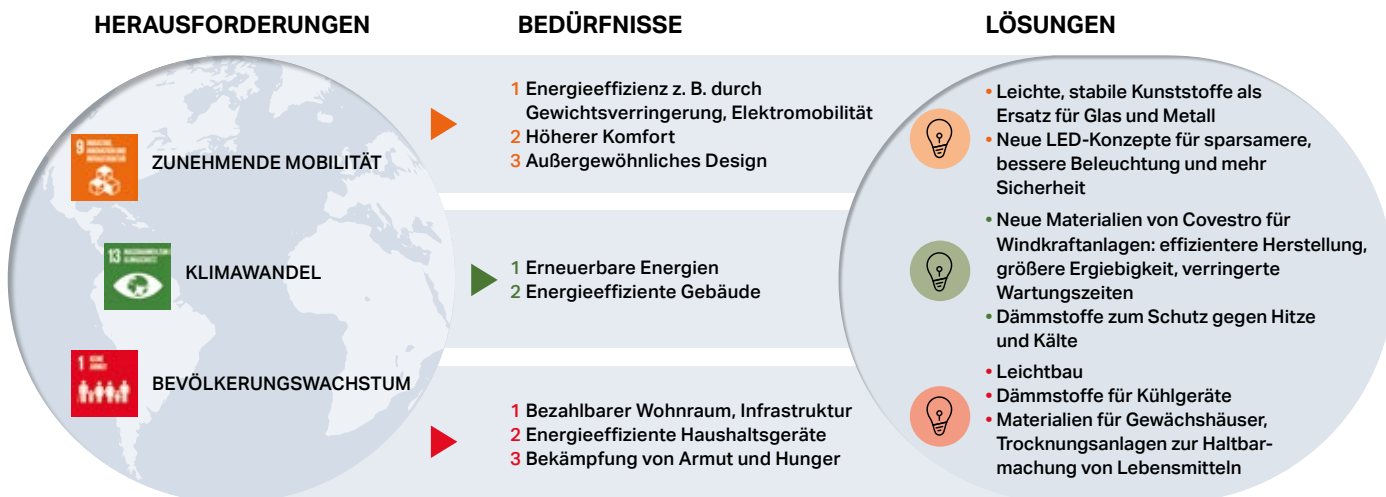 HERAUSFORDERUNGEN
BEDÜRFNISSE
LÖSUNGEN
9
ZUNEHMENDE MOBILITÄT
1 Energieeffizienz z. B. durch
Gewichtsverringerung, Elektromobilität
2 Höherer Komfort
3 Außergewöhnliches Design
• Leichte, stabile Kunststoffe als
Ersatz für Glas und Metall
• Neue LED-Konzepte für sparsamere,
bessere Beleuchtung und mehr
Sicherheit
13
KLIMAWANDEL
1 Erneuerbare Energien
2 Energieeffiziente Gebäude
• Neue Materialien von Covestro für
Windkraftanlagen: effizientere Herstellung,
größere Ergiebigkeit, verringerte
Wartungszeiten
• Dämmstoffe zum Schutz gegen Hitze
und Kälte
1 KEINE
ARMUT
BEVÖLKERUNGSWACHSTUM
1 Bezahlbarer Wohnraum, Infrastruktur
2 Energieeffiziente Haushaltsgeräte
3 Bekämpfung von Armut und Hunger
• Leichtbau
• Dämmstoffe für Kühlgeräte
• Materialien für Gewächshäuser,
Trocknungsanlagen zur Haltbar-
machung von Lebensmitteln